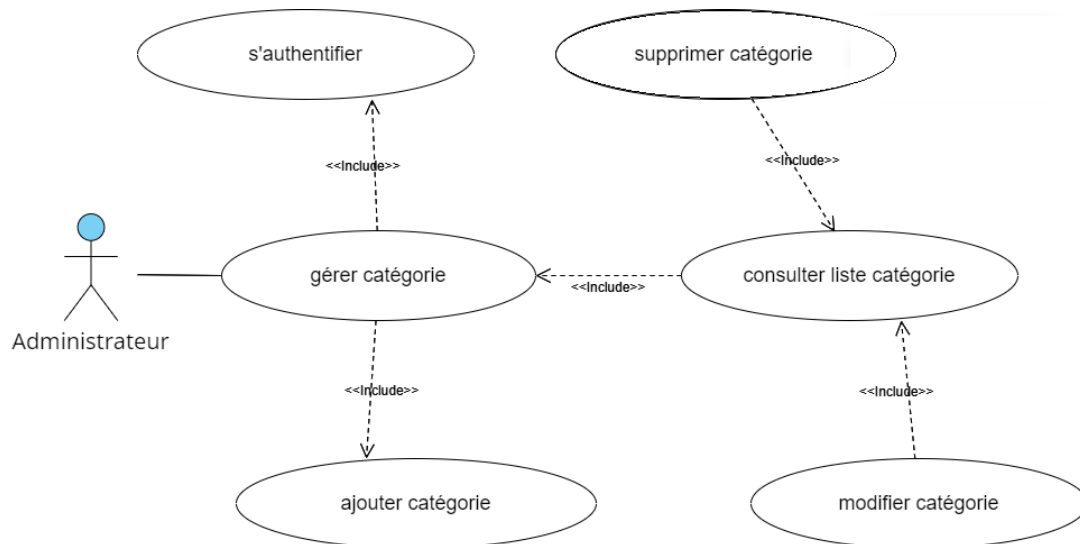 s'authentifier
supprimer catégorie
<<Include>>
<<Include>>
gérer catégorie
consulter liste catégorie
<<Include>>
Administrateur
<<Include>>
<<Include>>
ajouter catégorie
modifier catégorie